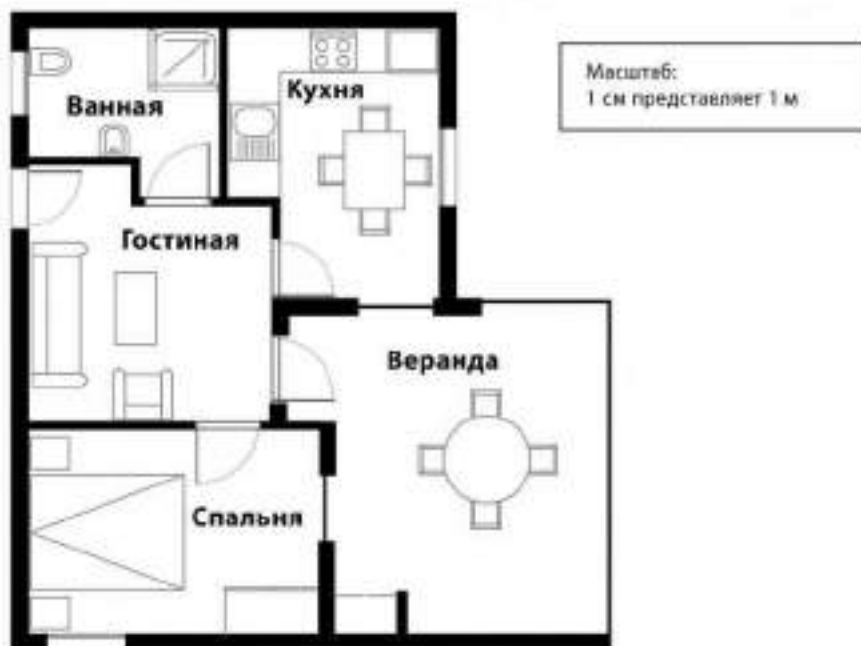 Масштаб:
1 см представляет 1 м
Кухня
Ванная
Гостиная
Веранда
Спальня